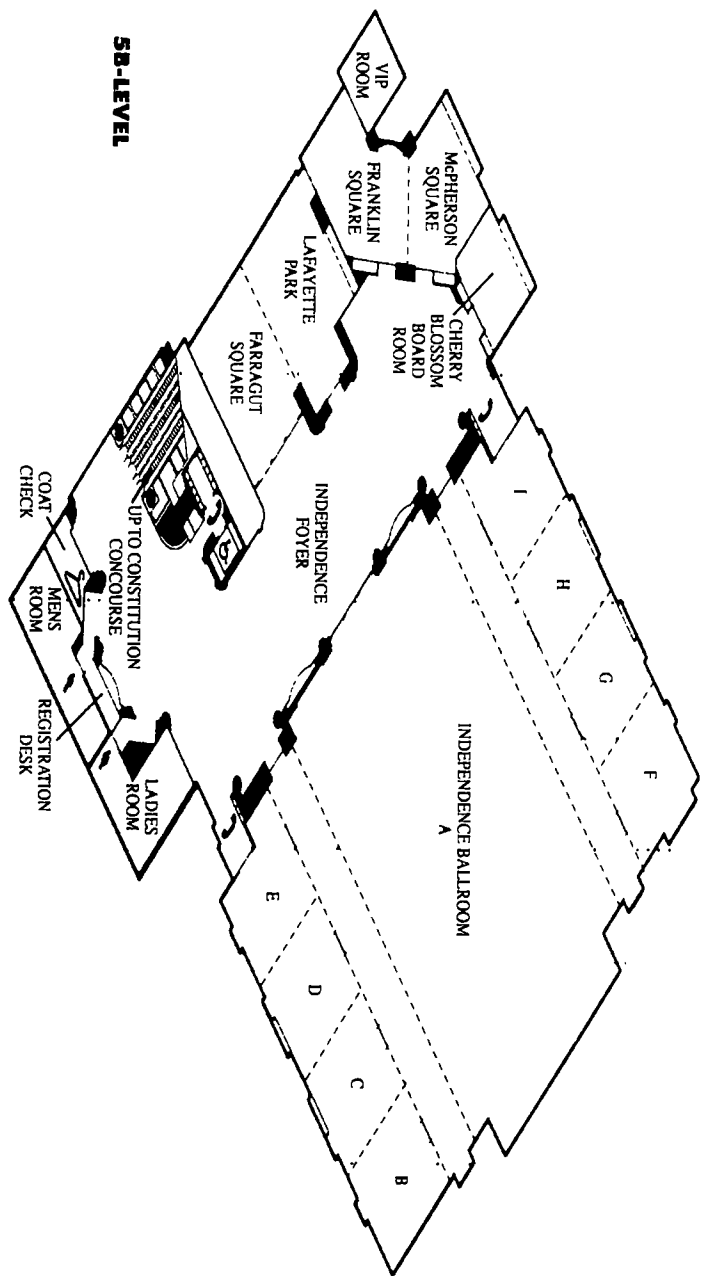 5B-LEVEL
VIP
ROOM
McPHERSON
SQUARE
FRANKLIN
SQUARE
CHERRY
BLOSSOM
BOARD
ROOM
LAFAYETTE
PARK
FARRAGUT
SQUARE
INDEPENDENCE
FOYER
UP TO CONSTITUTION
CONCOURSE
COAT
CHECK
MENS
ROOM
REGISTRATION
DESK
LADIES
ROOM
INDEPENDENCE BALLROOM
A
I
H
G
F
E
D
C
B